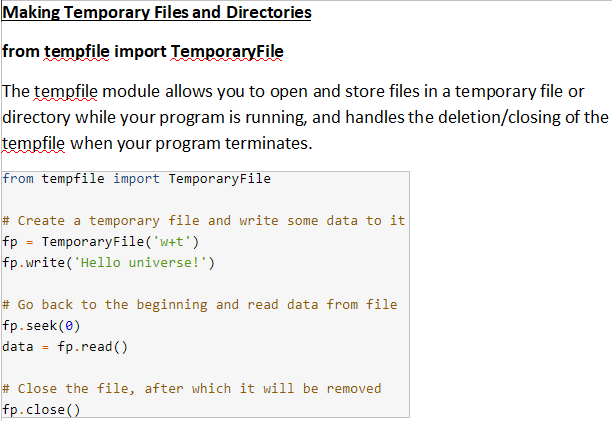 Making Temporary Files and Directories
from tempfile import TemporaryFile
The tempfile module allows you to open and store files in a temporary file or
directory while your program is running, and handles the deletion/closing of the
tempfile when your program terminates.
from tempfile import TemporaryFile
# Create a temporary file and write some data to it
fp = TemporaryFile('w+t')
fp.write('Hello universe!')
# Go back to the beginning and read data from file
fp.seek(0)
data = fp.read()
# Close the file, after which it will be removed
fp.close()